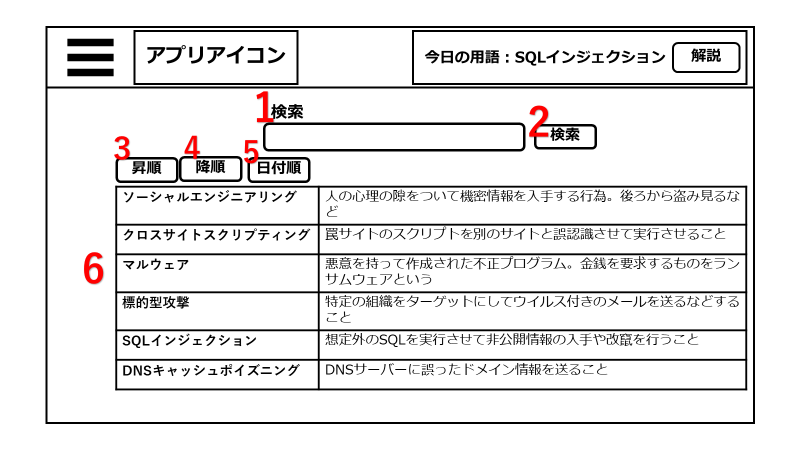 アプリアイコン
今日の用語：SQLインジェクション
解説
1
検索
2
検索
3
昇順
4
降順
5
日付順
6
ソーシャルエンジニアリング
人の心理の隙をついて機密情報を入手する行為。後ろから盗み見るな
ど
クロスサイトスクリプティング
罠サイトのスクリプトを別のサイトと誤認識させて実行させること
マルウェア
悪意を持って作成された不正プログラム。金銭を要求するものをラン
サムウェアという
標的型攻撃
特定の組織をターゲットにしてウイルス付きのメールを送るなどする
こと
SQLインジェクション
想定外のSQLを実行させて非公開情報の入手や改竄を行うこと
DNSキャッシュポイズニング
DNSサーバーに誤ったドメイン情報を送ること